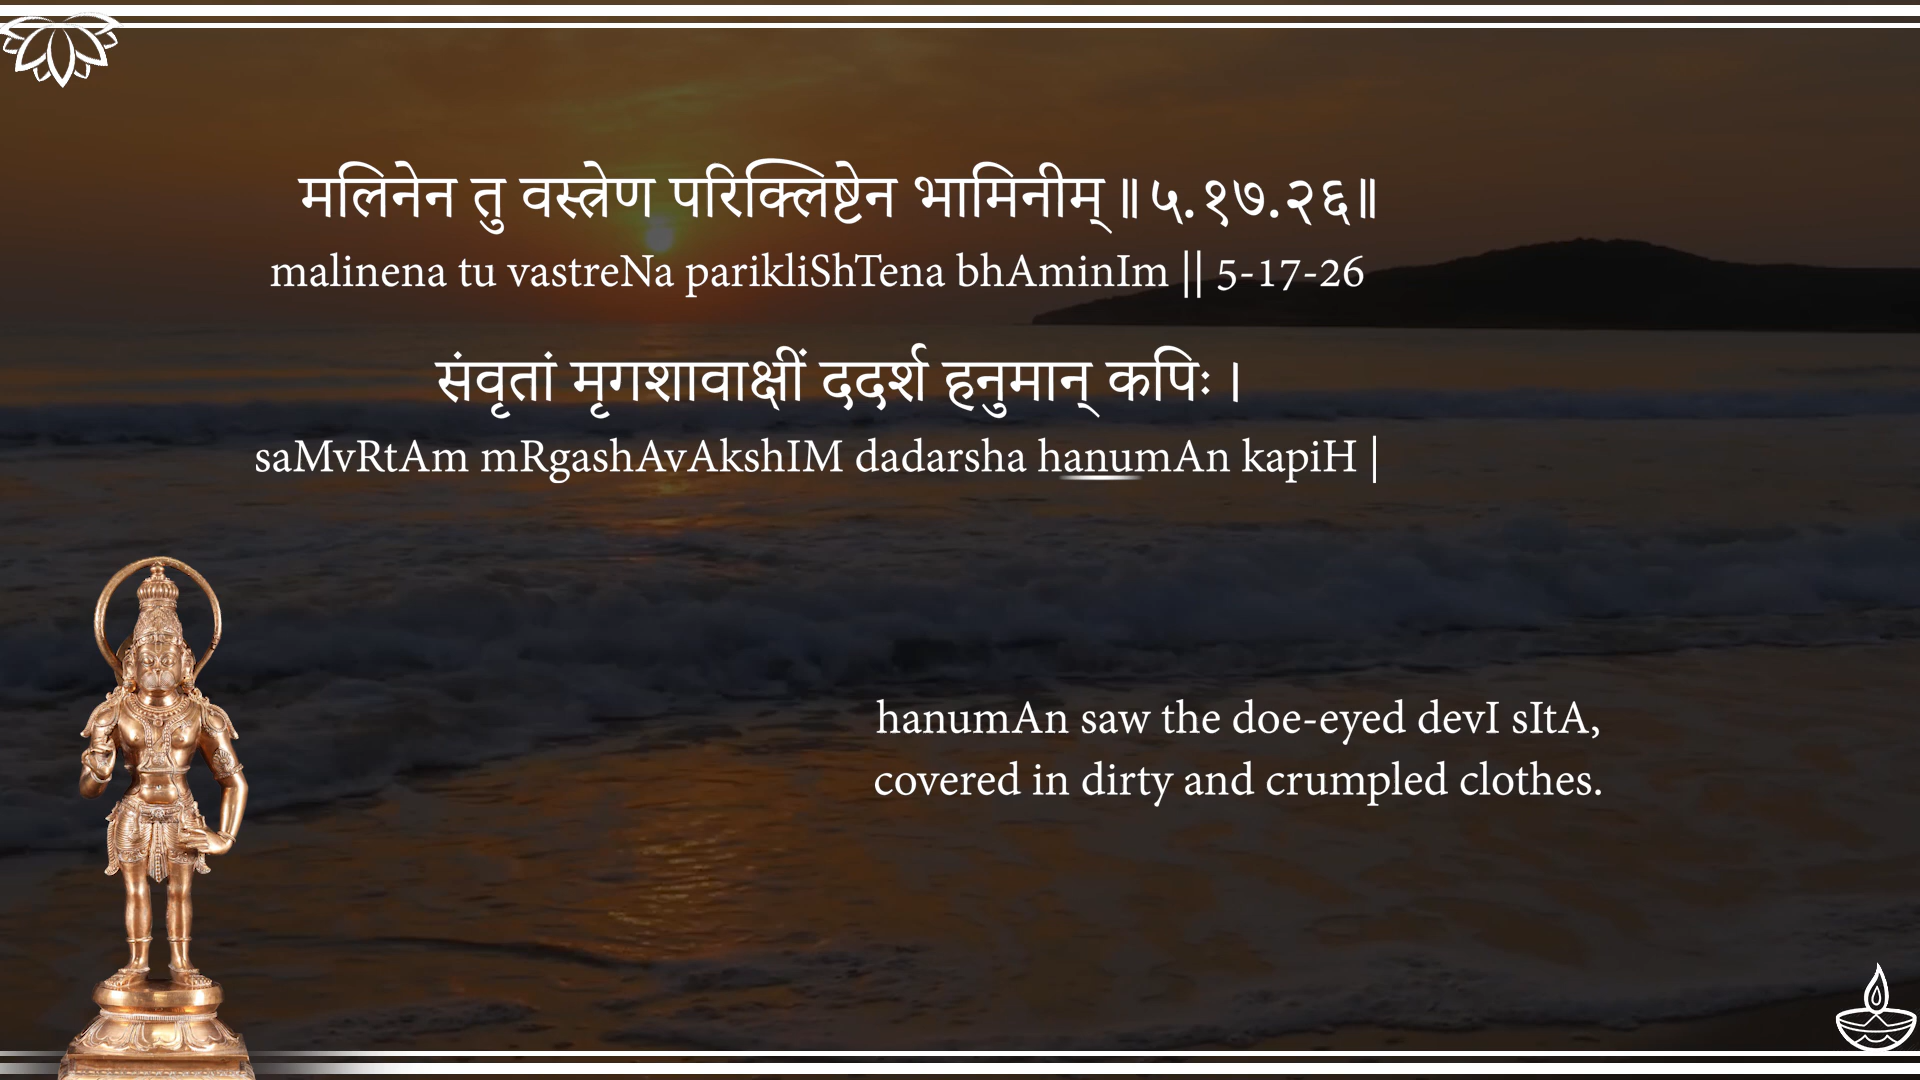 मलिनेन तु वस्त्रेण परिक्लिष्टेन भामिनीम् ॥ ५.१७.२६॥
malinena tu vastreNa parikliShTena bhAminIm || 5-17-26
संवृतां मृगशावाक्षीं ददर्श हनुमान् कपिः ।
saMvRtAm mRgashAvAkshIM dadarsha hanumAn kapiH |
hanumAn saw the doe-eyed devI sItA,
covered in dirty and crumpled clothes.